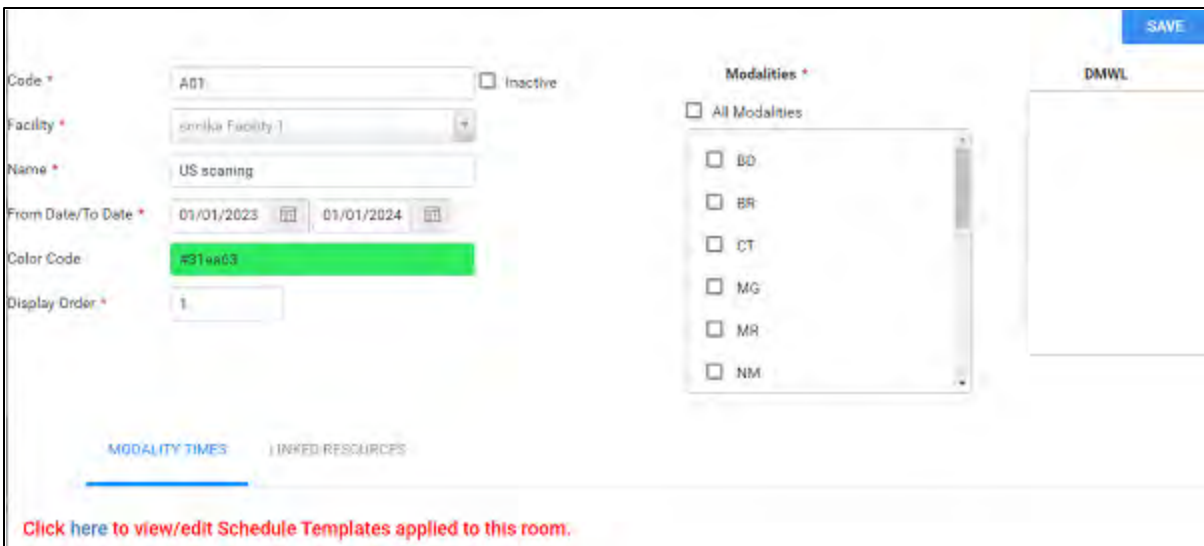 SAVE
Code * A01 Inactive
Modalities * DMWL
All Modalities
Facility * Facility 1
Name * US scaning
From Date/To Date * 01/01/2023 01/01/2024
Color Code #31ea63
Display Order * 1
BD
BR
CT
MG
MR
NM
MODALITY TIMES LINKED RESOURCES
Click here to view/edit Schedule Templates applied to this room.